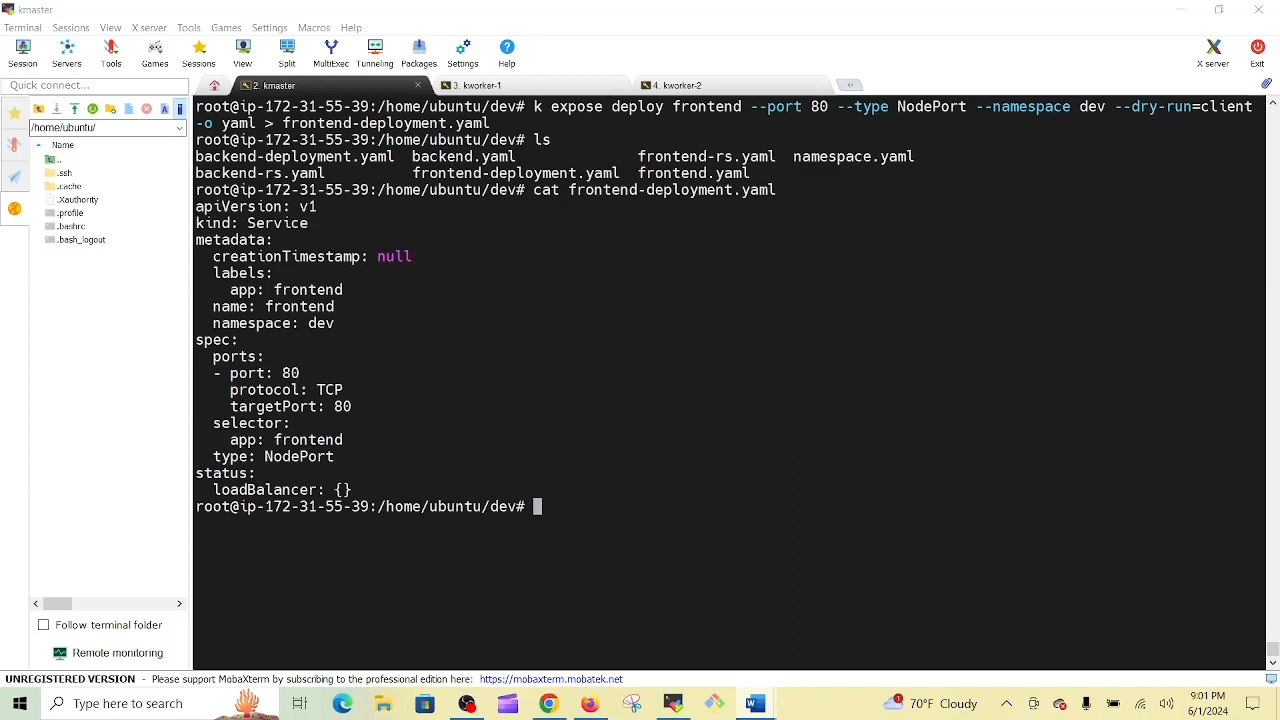 kmaster
Terminal Sessions View X server Tools Games Settings Macros Help
Session Servers Tools Games Sessions View Split MultiExec Tunneling Packages Settings Help X server Exit
Quick connect...
2. kmaster
3. kworker-1
4. kworker-2
/home/ubuntu/
Name
..
.ssh
.cache
.Xauthority
.profile
.bashrc
.bash_logout
Follow terminal folder
Remote monitoring
root@ip-172-31-55-39:/home/ubuntu/dev# k expose deploy frontend --port 80 --type NodePort --namespace dev --dry-run=client
-o yaml > frontend-deployment.yaml
root@ip-172-31-55-39:/home/ubuntu/dev# ls
backend-deployment.yaml backend.yaml frontend-rs.yaml namespace.yaml
backend-rs.yaml frontend-deployment.yaml frontend.yaml
root@ip-172-31-55-39:/home/ubuntu/dev# cat frontend-deployment.yaml
apiVersion: v1
kind: Service
metadata:
  creationTimestamp: null
  labels:
    app: frontend
  name: frontend
  namespace: dev
spec:
  ports:
  - port: 80
    protocol: TCP
    targetPort: 80
  selector:
    app: frontend
  type: NodePort
status:
  loadBalancer: {}
root@ip-172-31-55-39:/home/ubuntu/dev#
UNREGISTERED VERSION - Please support MobaXterm by subscribing to the professional edition here: https://mobaxterm.mobatek.net
Type here to search
70°F Cloudy
9:01 PM
6/1/2024